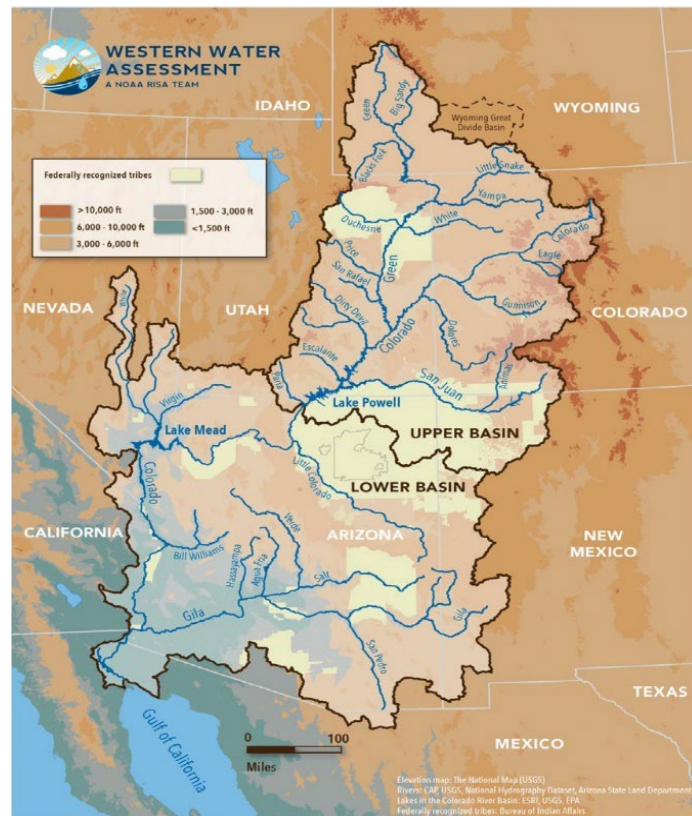 WESTERN WATER
ASSESSMENT
A NOAA RISA TEAM
IDAHO
WYOMING
Green
Big Sandy
Wyoming Great
Divide Basin
Blacks Fork
Little Snake
Yampa
Federally recognized tribes
>10,000 ft
1,500 - 3,000 ft
6,000 - 10,000 ft
<1,500 ft
3,000 - 6,000 ft
Duchesne
White
Green
Colorado
Eagle
Price
San Rafael
Gunnison
NEVADA
UTAH
COLORADO
White
Dirty Devil
Colorado
Dolores
Escalante
Animas
Paria
Virgin
San Juan
Lake Powell
Lake Mead
UPPER BASIN
LOWER BASIN
Colorado
Little Colorado
CALIFORNIA
ARIZONA
NEW
MEXICO
Verde
Bill Williams
Hassayampa
Agua Fria
Salt
Gila
Gila
San Pedro
TEXAS
Gulf of California
0 100
Miles
MEXICO
Elevation map: The National Map (USGS)
Rivers: CAP, USGS, National Hydrography Dataset, Arizona State Land Department
Lakes in the Colorado River Basin: ESRI, USGS, EPA
Federally recognized tribes: Bureau of Indian Affairs